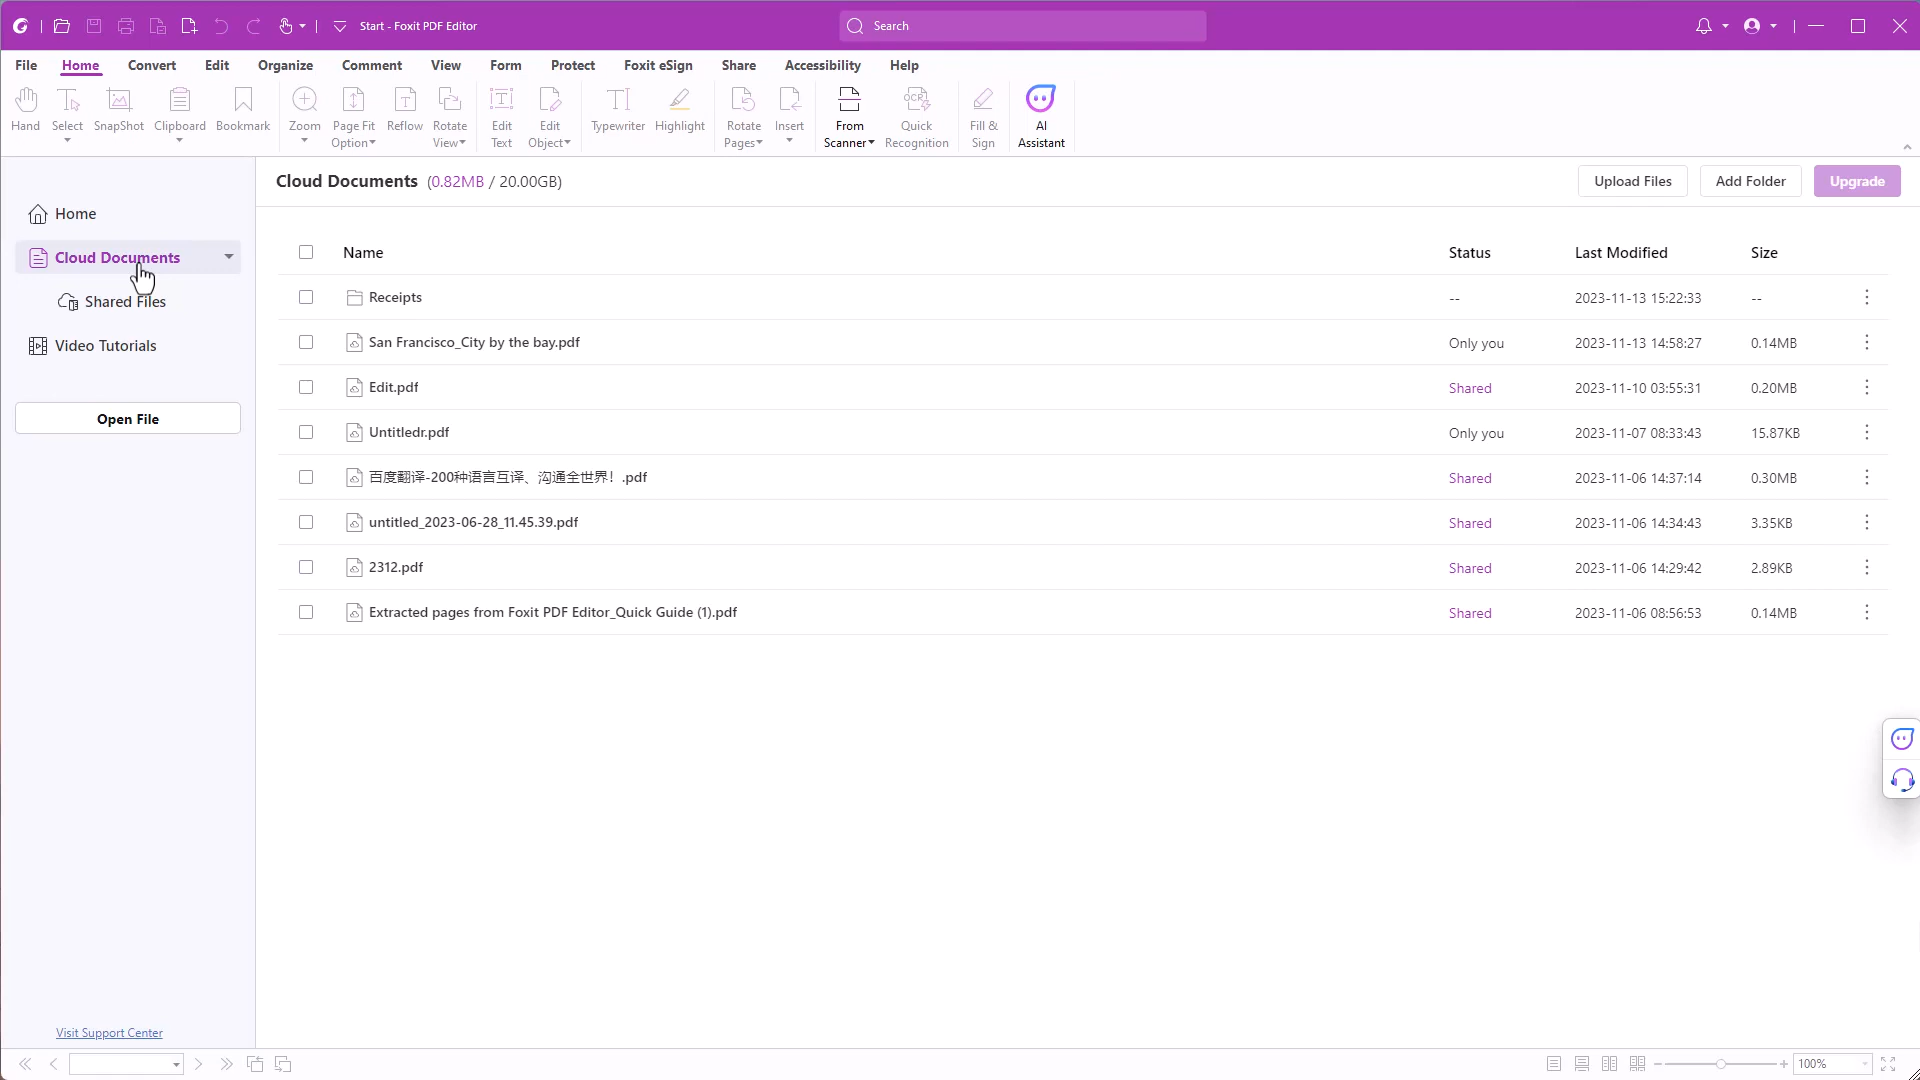 Start - Foxit PDF Editor
Search
File Home Convert Edit Organize Comment View Form Protect Foxit eSign Share Accessibility Help
Hand
Select
SnapShot
Clipboard
Bookmark
Zoom
Page Fit
Option
Reflow
Rotate
View
Edit
Text
Edit
Object
Typewriter
Highlight
Rotate
Pages
Insert
From
Scanner
OCR
Quick
Recognition
Fill &
Sign
AI
Assistant
Home
Cloud Documents
Shared Files
Video Tutorials
Open File
Visit Support Center
Cloud Documents (0.82MB / 20.00GB)
Upload Files
Add Folder
Upgrade
Name Status Last Modified Size
Receipts -- 2023-11-13 15:22:33 --
San Francisco_City by the bay.pdf Only you 2023-11-13 14:58:27 0.14MB
Edit.pdf Shared 2023-11-10 03:55:31 0.20MB
Untitledr.pdf Only you 2023-11-07 08:33:43 15.87KB
百度翻译-200种语言互译、沟通全世界！.pdf Shared 2023-11-06 14:37:14 0.30MB
untitled_2023-06-28_11.45.39.pdf Shared 2023-11-06 14:34:43 3.35KB
2312.pdf Shared 2023-11-06 14:29:42 2.89KB
Extracted pages from Foxit PDF Editor_Quick Guide (1).pdf Shared 2023-11-06 08:56:53 0.14MB
100%